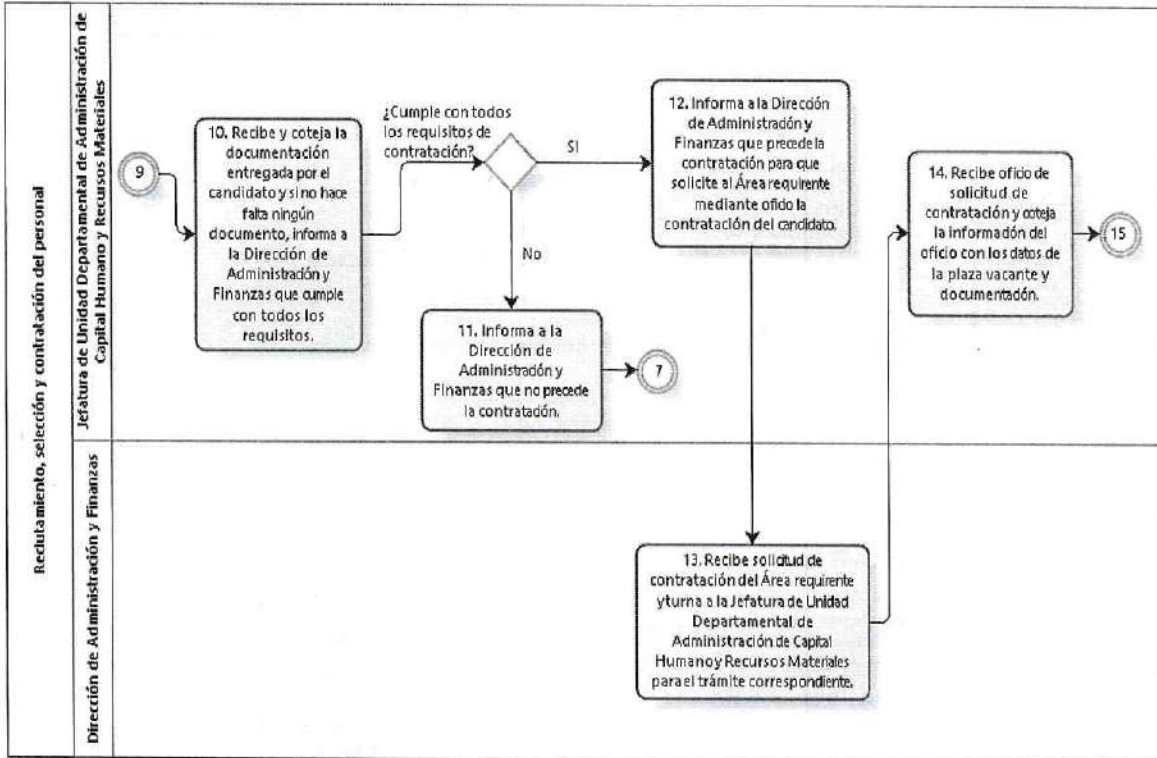 Reclutamiento, selección y contratación del personal
Jefatura de Unidad Departamental de Administración de
Capital Humano y Recursos Materiales
9
10. Recibe y coteja la
documentación
entregada por el
candidato y si no hace
falta ningún
documento, informa a
la Dirección de
Administración y
Finanzas que cumple
con todos los
requisitos.
¿Cumple con todos
los requisitos de
contratación?
SI
No
11. Informa a la
Dirección de
Administración y
Finanzas que no precede
la contratación.
7
12. Informa a la Dirección
de Administración y
Finanzas que precede la
contratación para que
solicite al Área requirente
mediante oficio la
contratación del candidato.
14. Recibe oficio de
solicitud de
contratación y coteja
la información del
oficio con los datos de
la plaza vacante y
documentación.
15
Dirección de Administración y Finanzas
13. Recibe solicitud de
contratación del Área requirente
y turna a la Jefatura de Unidad
Departamental de
Administración de Capital
Humano y Recursos Materiales
para el trámite correspondiente.